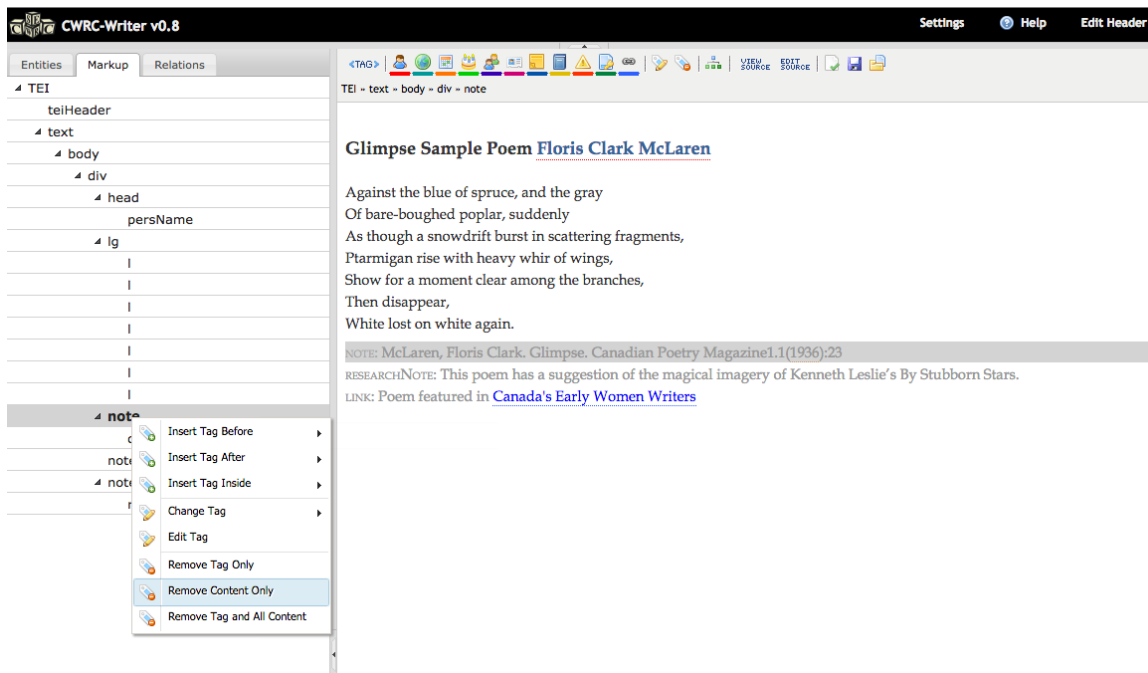 CWRC-Writer v0.8
Settings
Help
Edit Header
Entities
Markup
Relations
<TAG>
VIEW SOURCE
EDIT SOURCE
TEI
teiHeader
text
body
div
head
persName
lg
l
l
l
l
l
l
l
note
note
note
TEI » text » body » div » note
Glimpse Sample Poem Floris Clark McLaren
Against the blue of spruce, and the gray
Of bare-boughed poplar, suddenly
As though a snowdrift burst in scattering fragments,
Ptarmigan rise with heavy whir of wings,
Show for a moment clear among the branches,
Then disappear,
White lost on white again.
NOTE: McLaren, Floris Clark. Glimpse. Canadian Poetry Magazine1.1(1936):23
RESEARCHNOTE: This poem has a suggestion of the magical imagery of Kenneth Leslie's By Stubborn Stars.
LINK: Poem featured in Canada's Early Women Writers
Insert Tag Before
Insert Tag After
Insert Tag Inside
Change Tag
Edit Tag
Remove Tag Only
Remove Content Only
Remove Tag and All Content